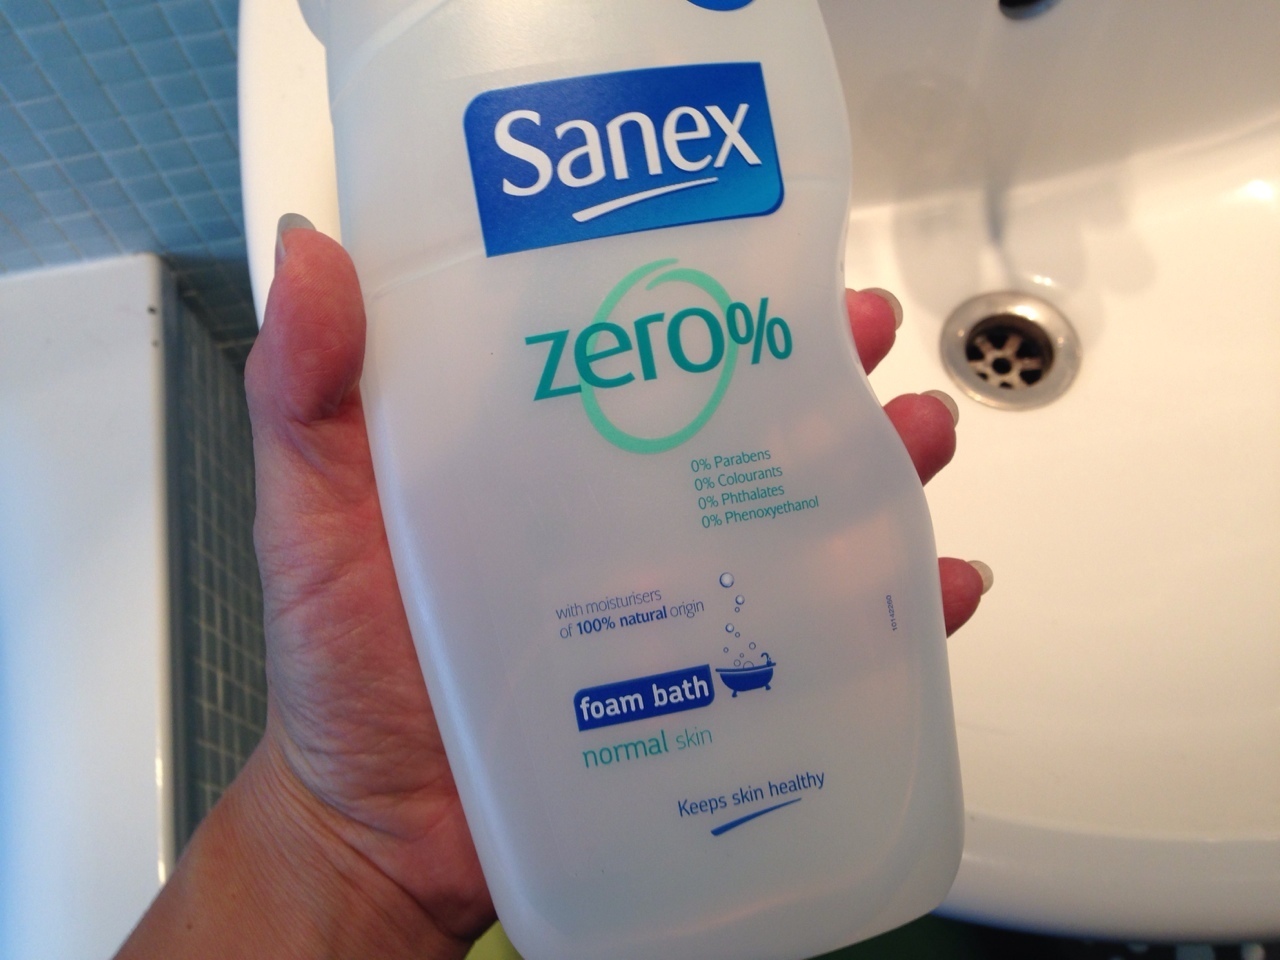 Sanex
zero%
0% Parabens
0% Colourants
0% Phthalates
0% Phenoxyethanol
with moisturisers
of 100% natural origin
foam bath
normal skin
Keeps skin healthy